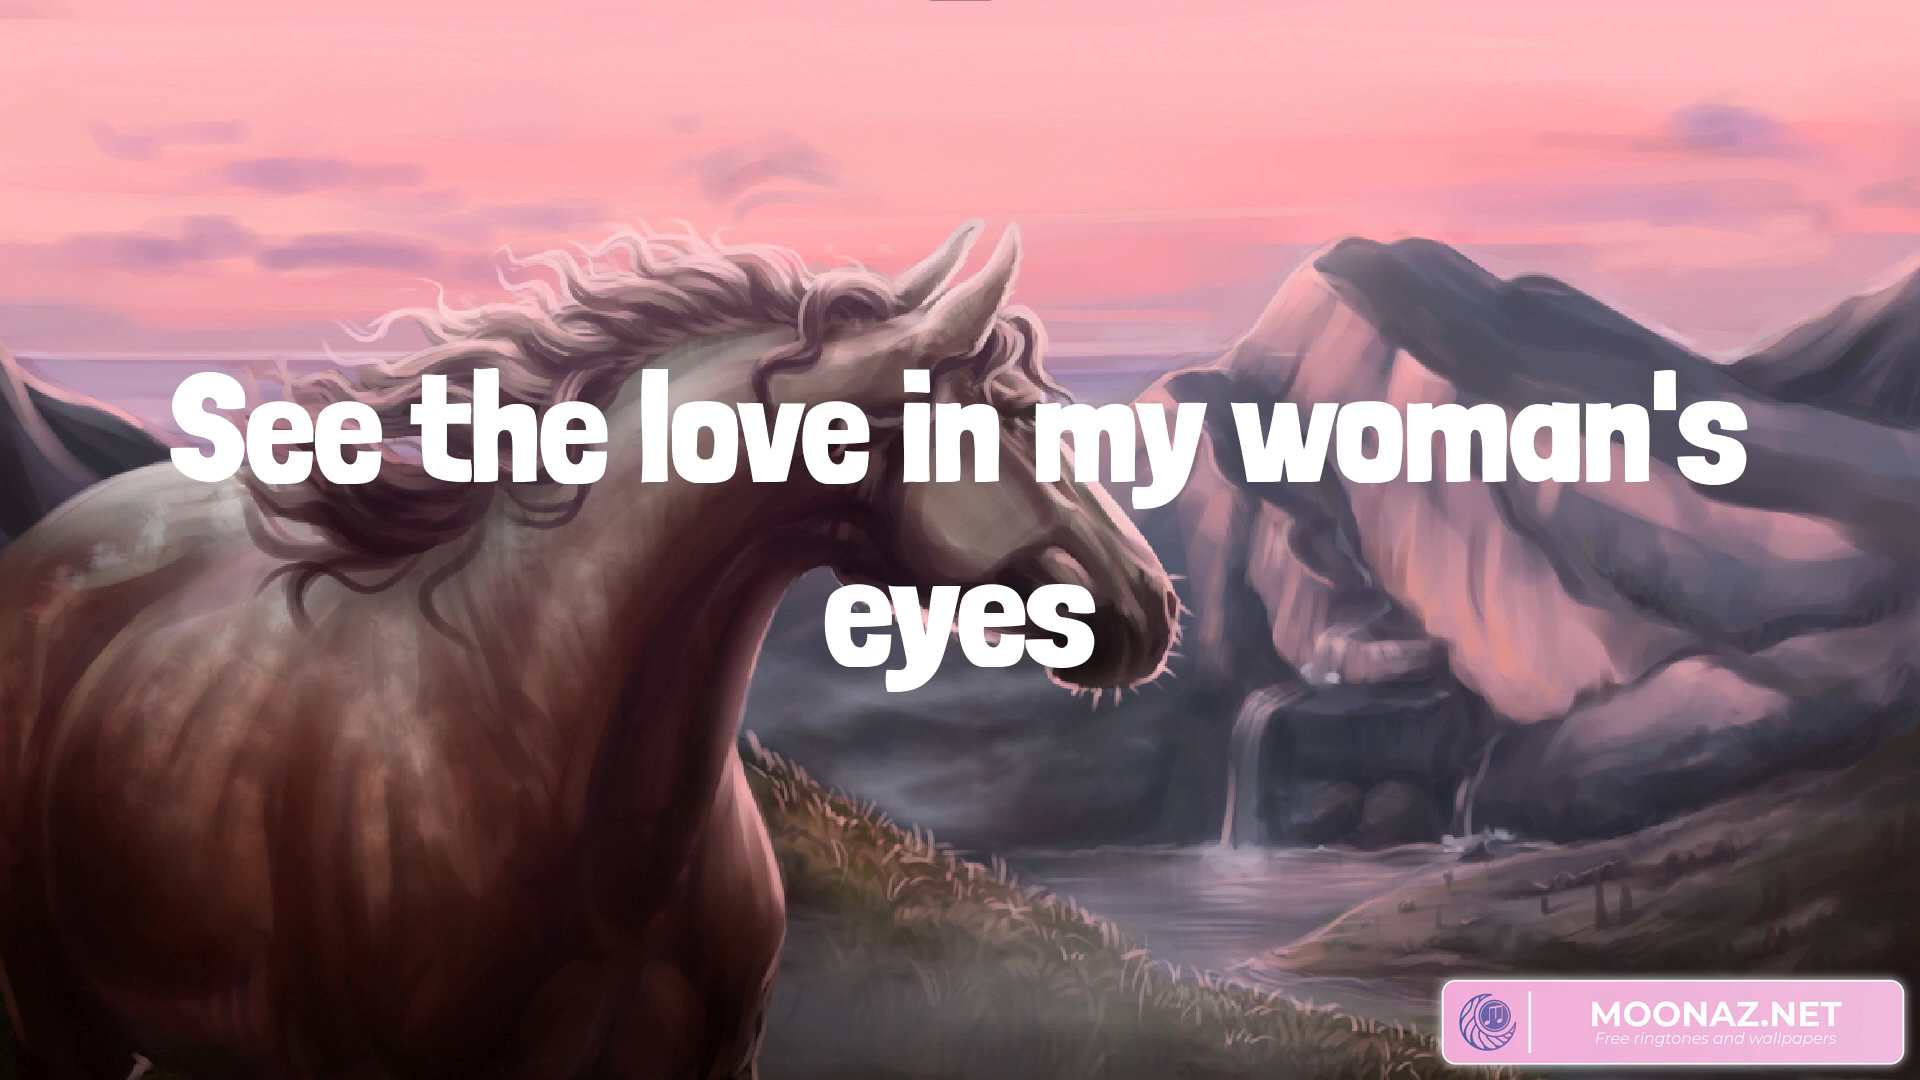 See the love in my woman's
eyes
MOONAZ.NET
Free ringtones and wallpapers